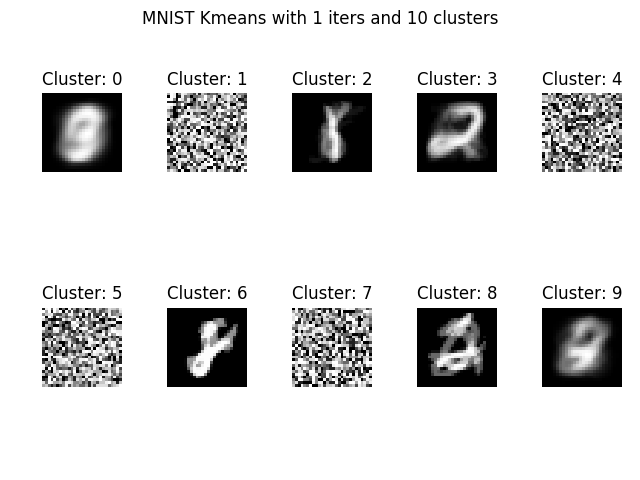 MNIST Kmeans with 1 iters and 10 clusters
Cluster: 0 Cluster: 1 Cluster: 2 Cluster: 3 Cluster: 4
Cluster: 5 Cluster: 6 Cluster: 7 Cluster: 8 Cluster: 9